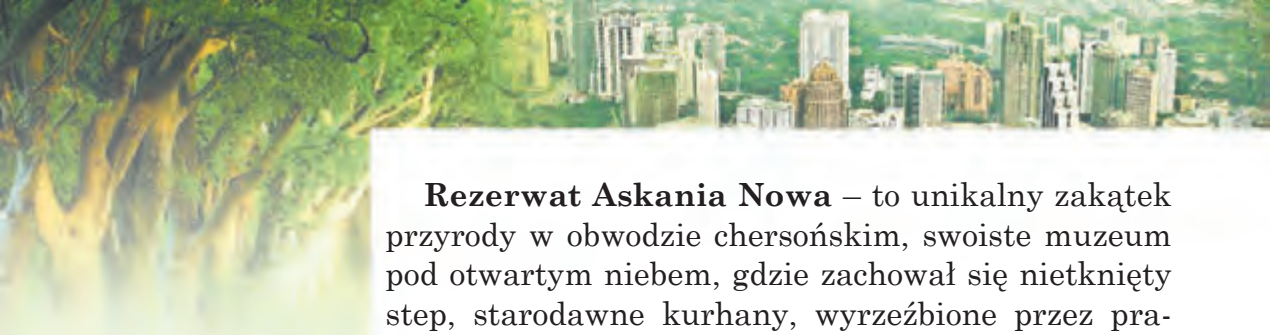 Rezerwat Askania Nowa – to unikalny zakątek
przyrody w obwodzie chersońskim, swoiste muzeum
pod otwartym niebem, gdzie zachował się nietknięty
step, starodawne kurhany, wyrzeźbione przez pra-